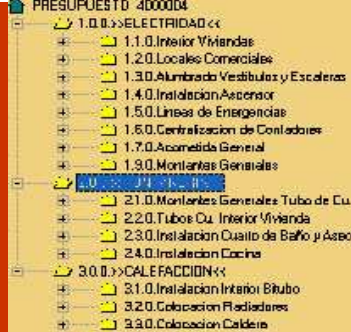 PRESUPUESTO 4000004
1.0.0.>>ELECTRIDAD<<
1.1.0.Interior Viviendas
1.2.0.Locales Comerciales
1.3.0.Alumbrado Vestibulos y Escaleras
1.4.0.Instalacion Ascensor
1.5.0.Lineas de Energencias
1.6.0.Centralizacion de Contadores
1.7.0.Acometida General
1.9.0.Montantes Generales
2.1.0.Montantes Generales Tubo de Cu.
2.2.0.Tubos Cu. Interior Vivienda
2.3.0.Instalacion Cuarto de Baño y Aseo
2.4.0.Instalacion Cocina
3.0.0.>>CALEFACCION<<
3.1.0.Instalacion Interior Bitubo
3.2.0.Colocacion Radiadores
3.3.0.Colocacion Caldera